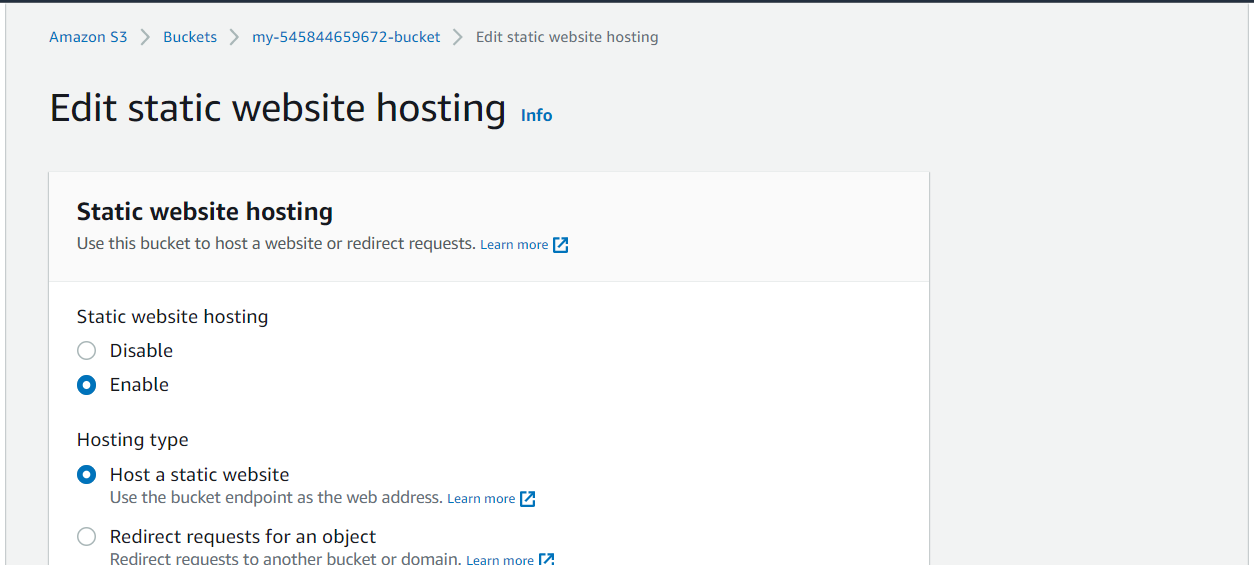 Amazon S3 Buckets my-545844659672-bucket Edit static website hosting
Edit static website hosting Info
Static website hosting
Use this bucket to host a website or redirect requests. Learn more
Static website hosting
Disable
Enable
Hosting type
Host a static website
Use the bucket endpoint as the web address. Learn more
Redirect requests for an object
Redirect requests to another bucket or domain. Learn more